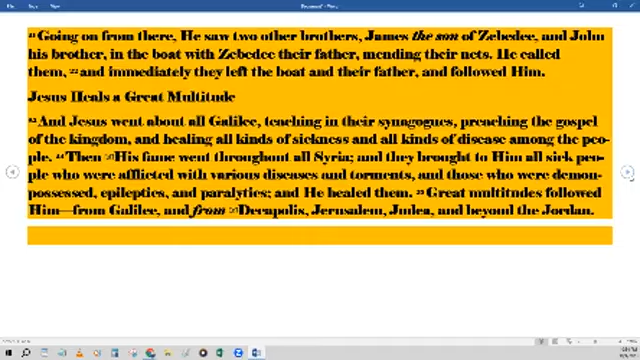 File Tools View
21 Going on from there, He saw two other brothers, James the son of Zebedee, and John
his brother, in the boat with Zebedee their father, mending their nets. He called
them, 22 and immediately they left the boat and their father, and followed Him.
Jesus Heals a Great Multitude
And Jesus went about all Galilee, teaching in their synagogues, preaching the gospel
of the kingdom, and healing all kinds of sickness and all kinds of disease among the peo-
ple. 24 Then His fame went throughout all Syria; and they brought to Him all sick peo-
ple who were afflicted with various diseases and torments, and those who were demon-
possessed, epileptics, and paralytics; and He healed them. 25 Great multitudes followed
Him—from Galilee, and from Decapolis, Jerusalem, Judea, and beyond the Jordan.